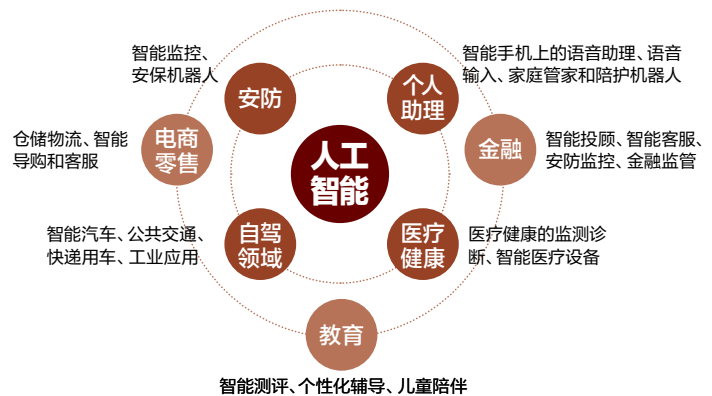 智能监控、
安保机器人
安防
个人
助理
智能手机上的语音助理、语音
输入、家庭管家和陪护机器人
仓储物流、智能
导购和客服
电商
零售
人工
智能
金融
智能投顾、智能客服、
安防监控、金融监管
智能汽车、公共交通、
快递用车、工业应用
自驾
领域
医疗
健康
医疗健康的监测诊
断、智能医疗设备
教育
智能测评、个性化辅导、儿童陪伴